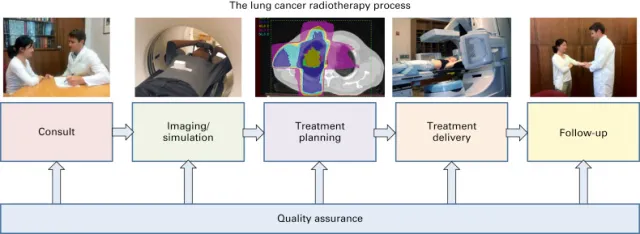 The lung cancer radiotherapy process
Consult
Imaging/
simulation
Treatment
planning
Treatment
delivery
Follow-up
Quality assurance